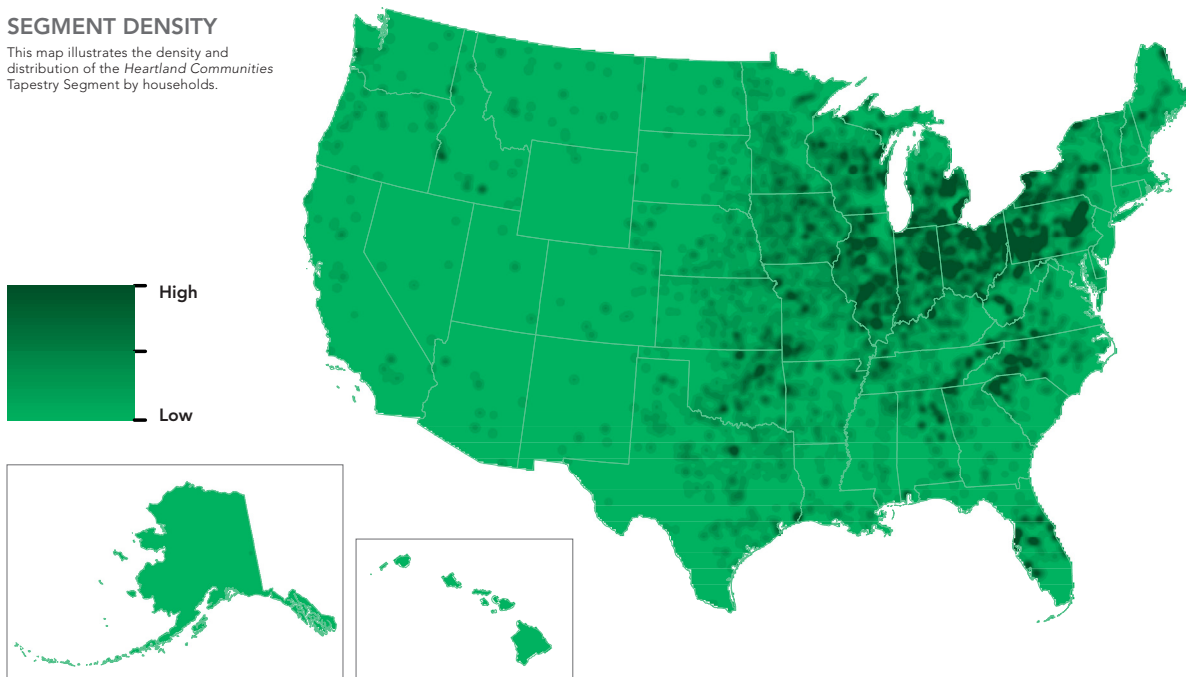 SEGMENT DENSITY
This map illustrates the density and
distribution of the Heartland Communities
Tapestry Segment by households.
High
Low